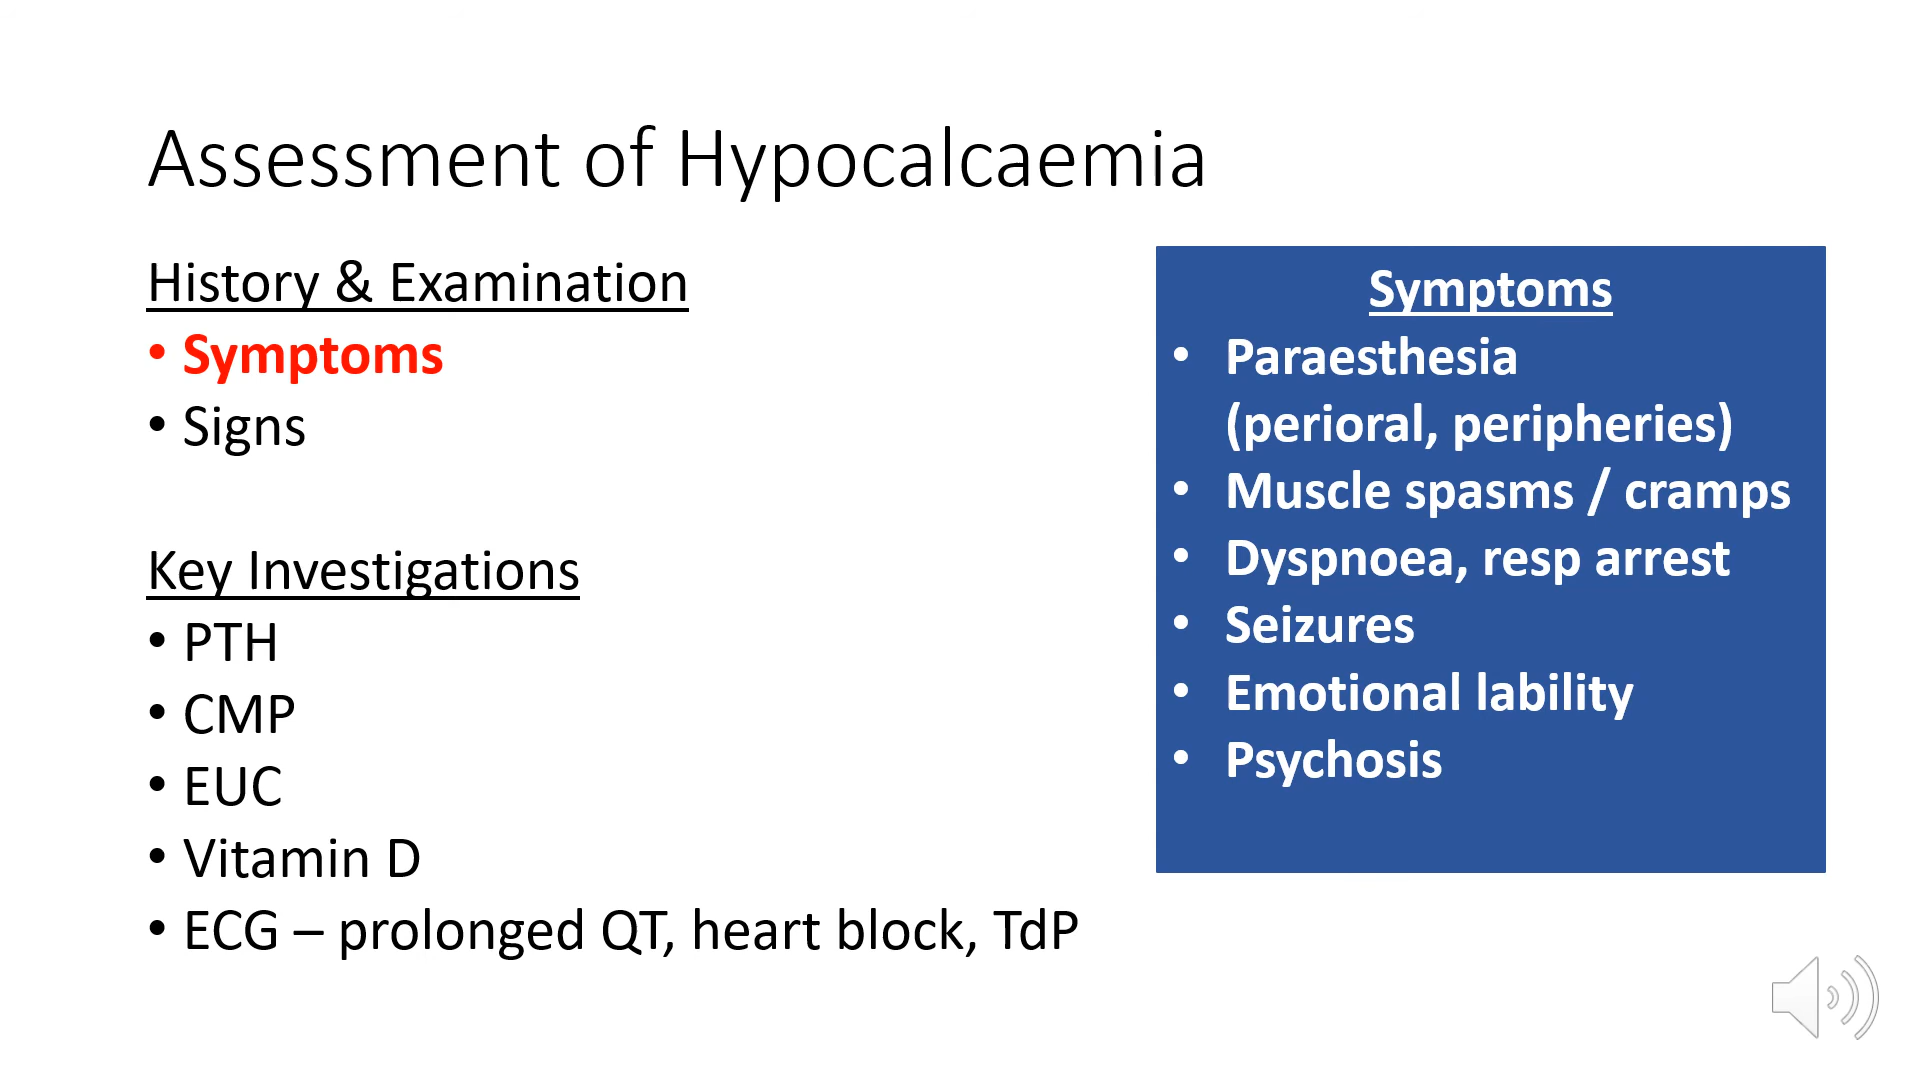 Assessment of Hypocalcaemia
History & Examination
• Symptoms
• Signs
Key Investigations
• PTH
• CMP
• EUC
• Vitamin D
• ECG – prolonged QT, heart block, TdP
Symptoms
• Paraesthesia
(perioral, peripheries)
• Muscle spasms / cramps
• Dyspnoea, resp arrest
• Seizures
• Emotional lability
• Psychosis